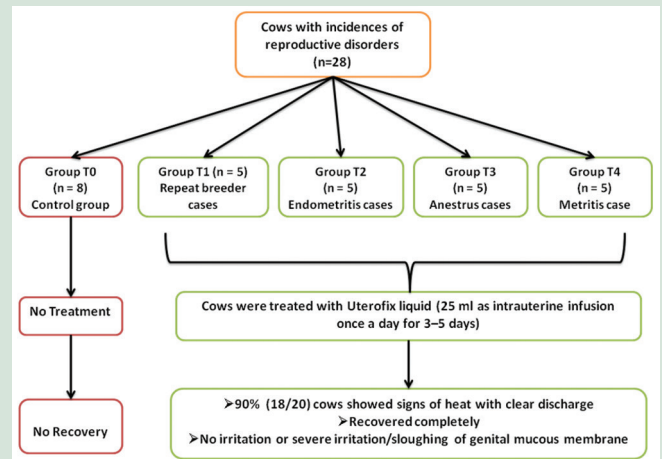 Cows with incidences of
reproductive disorders
(n=28)
Group T0
(n = 8)
Control group
Group T1 (n = 5)
Repeat breeder
cases
Group T2
(n = 5)
Endometritis cases
Group T3
(n = 5)
Anestrus cases
Group T4
(n = 5)
Metritis case
No Treatment
Cows were treated with Uterofix liquid (25 ml as intrauterine infusion
once a day for 3–5 days)
No Recovery
➢90% (18/20) cows showed signs of heat with clear discharge
➢Recovered completely
➢No irritation or severe irritation/sloughing of genital mucous membrane